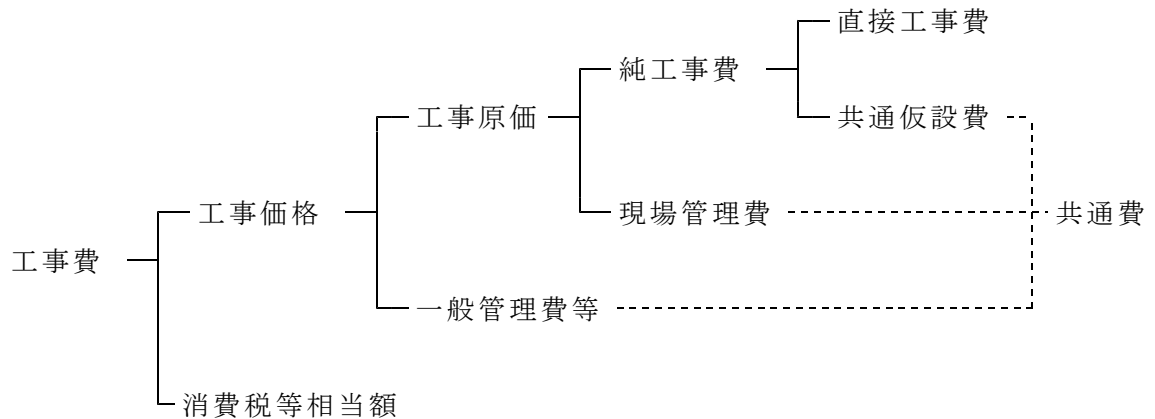 直接工事費
純工事費
工事原価
共通仮設費
工事価格
現場管理費
共通費
工事費
一般管理費等
消費税等相当額